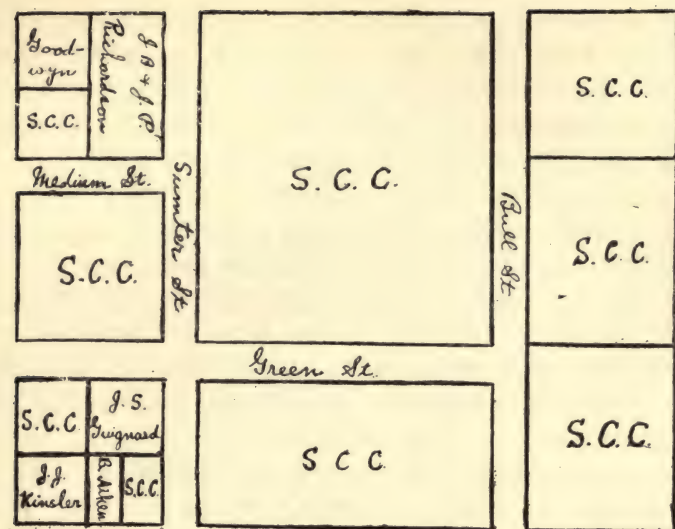 Good-
wyn
J. B & J. P.
Richardson
S.C.C.
Medium St.
Sumter St
S.C.C.
S. C. C.
Bull St
S. C. C.
S. C. C.
S.C.C.
Green St.
S.C.C.
J. S.
Guignard
J. J.
Kinsler
B. Aiken
S.C.C.
S C C